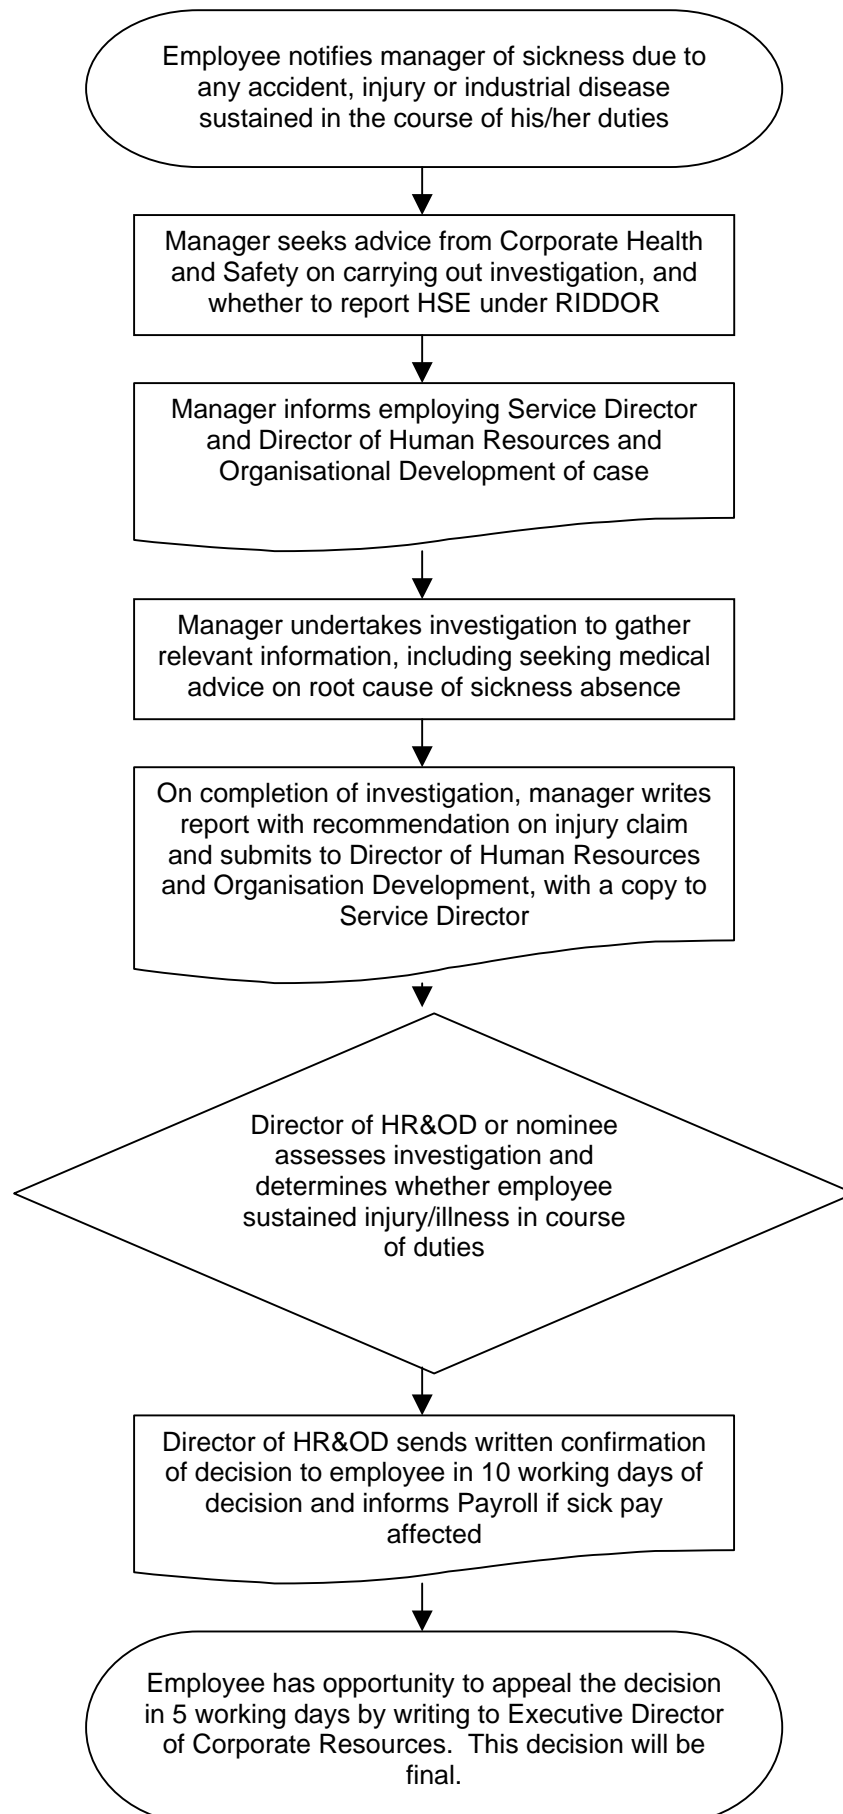 Employee notifies manager of sickness due to
any accident, injury or industrial disease
sustained in the course of his/her duties
Manager seeks advice from Corporate Health
and Safety on carrying out investigation, and
whether to report HSE under RIDDOR
Manager informs employing Service Director
and Director of Human Resources and
Organisational Development of case
Manager undertakes investigation to gather
relevant information, including seeking medical
advice on root cause of sickness absence
On completion of investigation, manager writes
report with recommendation on injury claim
and submits to Director of Human Resources
and Organisation Development, with a copy to
Service Director
Director of HR&OD or nominee
assesses investigation and
determines whether employee
sustained injury/illness in course
of duties
Director of HR&OD sends written confirmation
of decision to employee in 10 working days of
decision and informs Payroll if sick pay
affected
Employee has opportunity to appeal the decision
in 5 working days by writing to Executive Director
of Corporate Resources.  This decision will be
final.